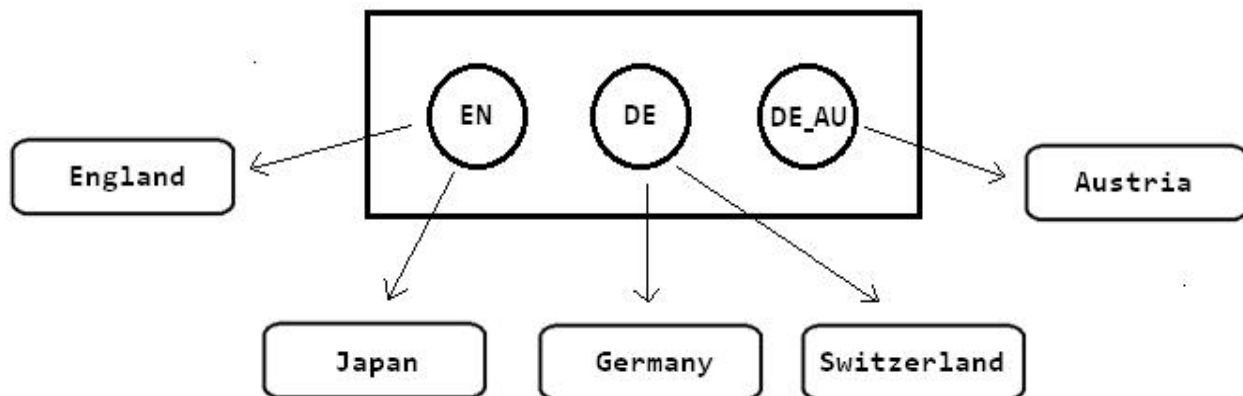 EN
DE
DE_AU
England
Austria
Japan
Germany
Switzerland